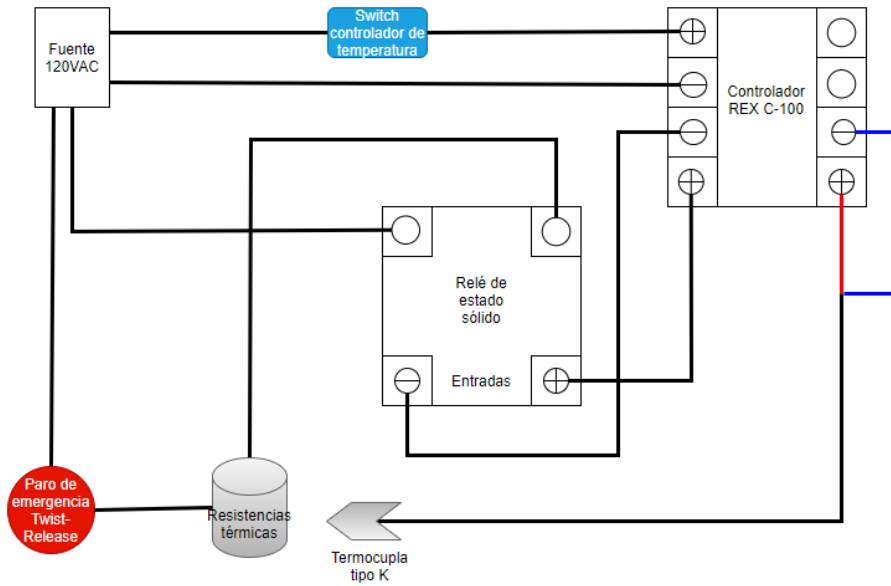 Fuente
120VAC
Switch
controlador de
temperatura
Controlador
REX C-100
Relé de
estado
sólido
Entradas
Paro de
emergencia
Twist-
Release
Resistencias
térmicas
Termocupla
tipo K